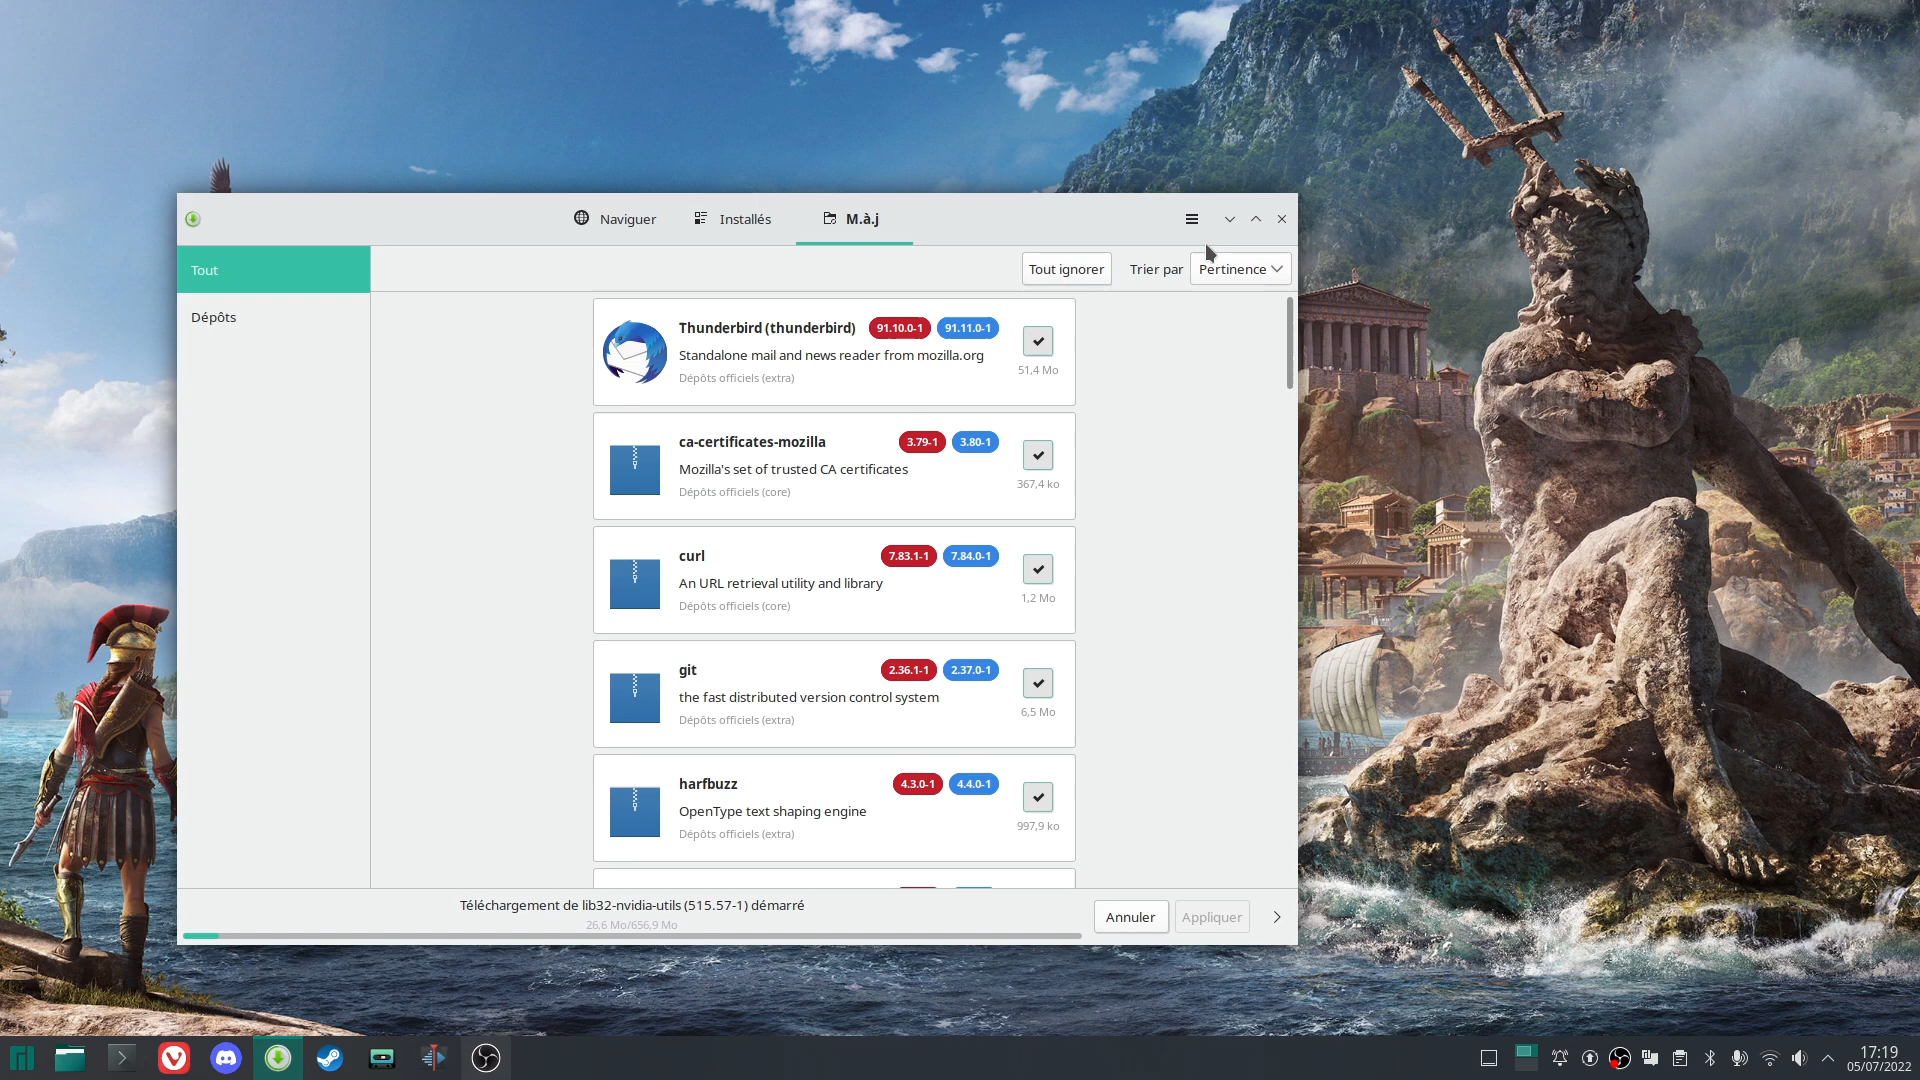 Naviguer
Installés
M.à.j
Tout
Dépôts
Tout ignorer
Trier par
Pertinence
Thunderbird (thunderbird)
91.10.0-1
91.11.0-1
Standalone mail and news reader from mozilla.org
Dépôts officiels (extra)
51,4 Mo
ca-certificates-mozilla
3.79-1
3.80-1
Mozilla's set of trusted CA certificates
Dépôts officiels (core)
367,4 ko
curl
7.83.1-1
7.84.0-1
An URL retrieval utility and library
Dépôts officiels (core)
1,2 Mo
git
2.36.1-1
2.37.0-1
the fast distributed version control system
Dépôts officiels (extra)
6,5 Mo
harfbuzz
4.3.0-1
4.4.0-1
OpenType text shaping engine
Dépôts officiels (extra)
997,9 ko
Téléchargement de lib32-nvidia-utils (515.57-1) démarré
26,6 Mo/656,9 Mo
Annuler
Appliquer
17:19
05/07/2022